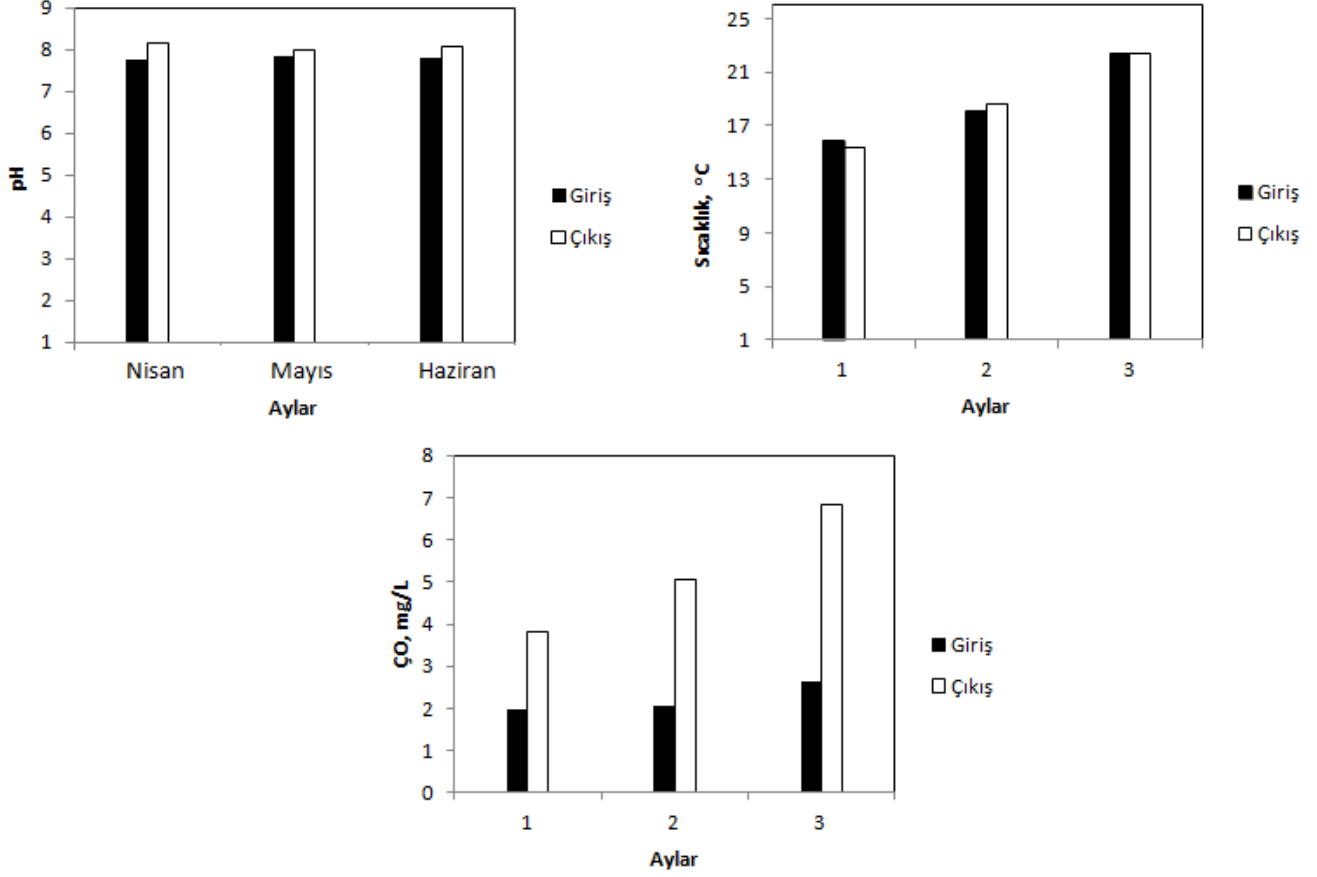 9
8
7
6
5
4
3
2
1
pH
Nisan Mayıs Haziran
Aylar
Giriş
Çıkış
25
21
17
13
9
5
1
Sıcaklık, °C
1 2 3
Aylar
Giriş
Çıkış
8
7
6
5
4
3
2
1
0
ÇO, mg/L
1 2 3
Aylar
Giriş
Çıkış